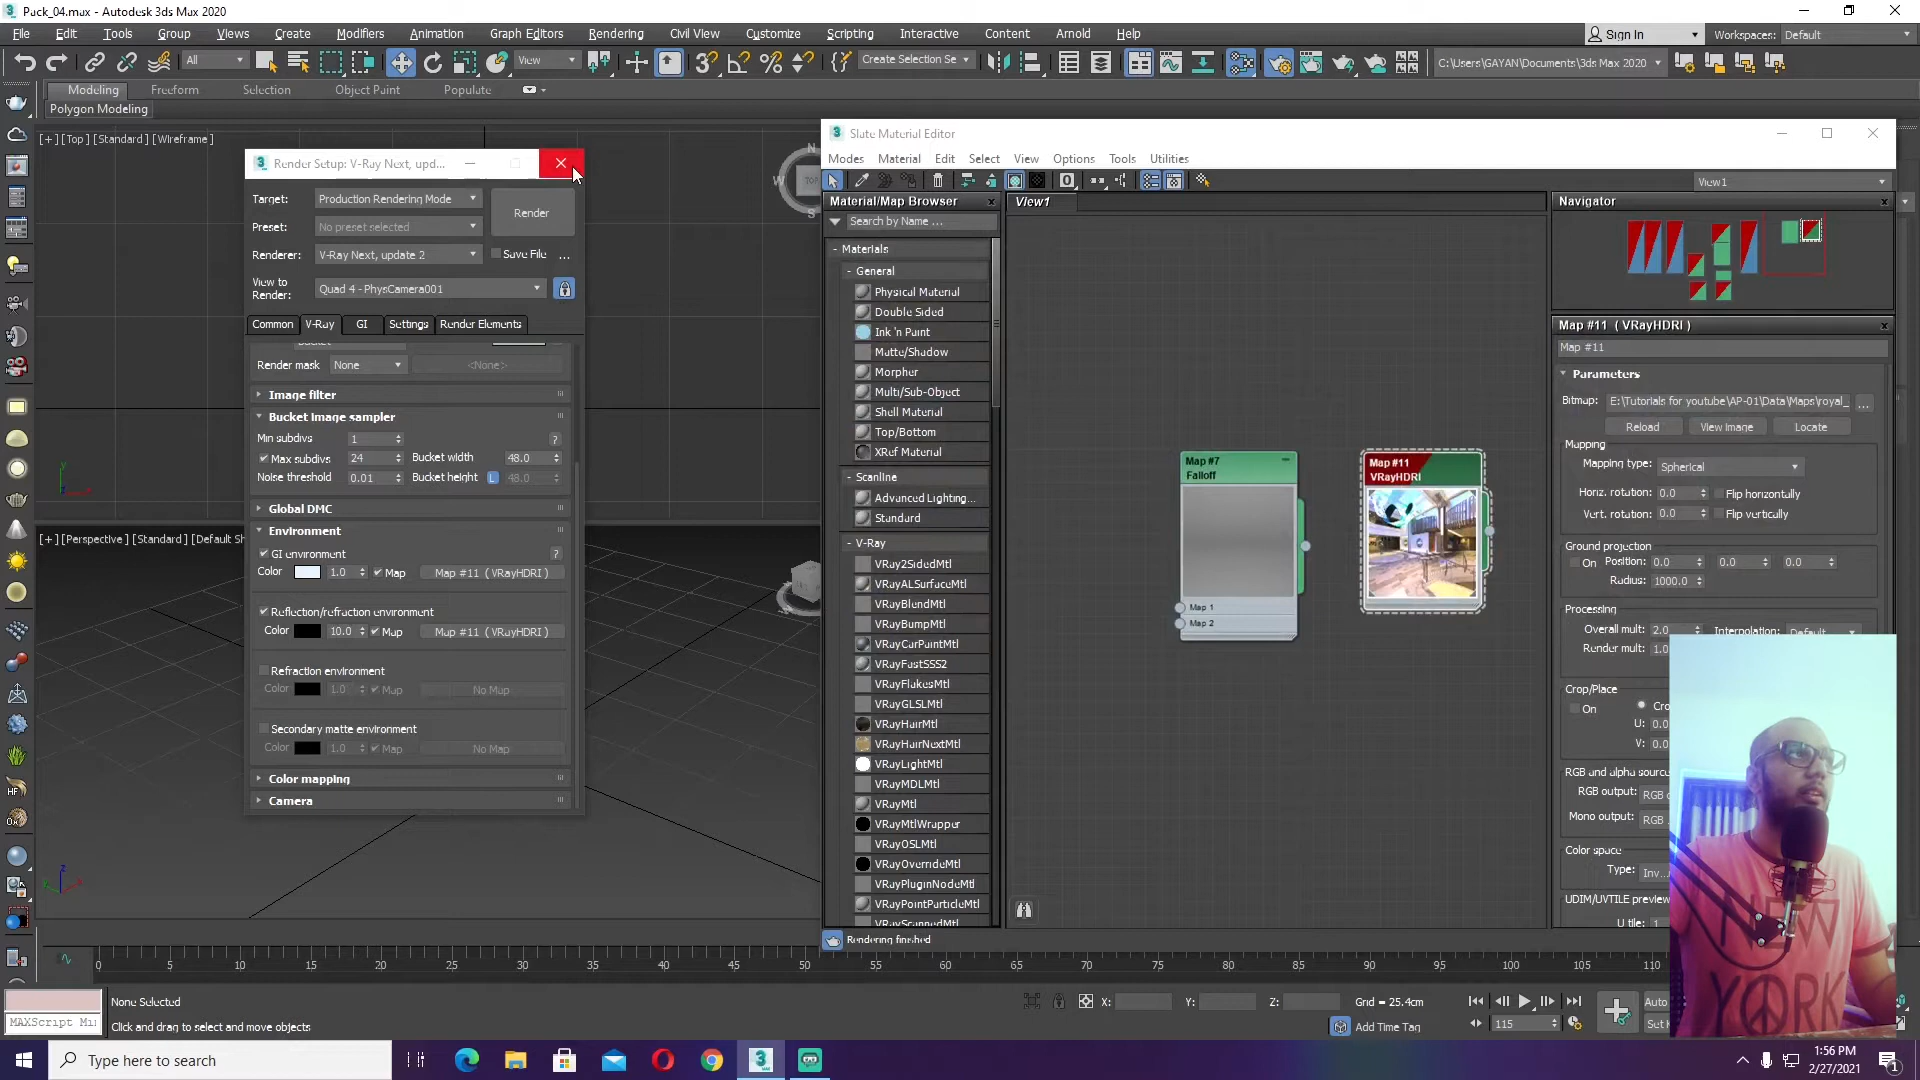 Pack_04.max - Autodesk 3ds Max 2020
File Edit Tools Group Views Create Modifiers Animation Graph Editors Rendering Civil View Customize Scripting Interactive Content Arnold Help
Sign In Workspaces: Default
All View Create Selection Se C:\Users\GAYAN\Documents\3ds Max 2020
Modeling Freeform Selection Object Paint Populate
Polygon Modeling
[+] [Top] [Standard] [Wireframe]
[+] [Perspective] [Standard] [Default Sh
N
W TOP
S
Render Setup: V-Ray Next, upd...
Target: Production Rendering Mode
Preset: No preset selected
Renderer: V-Ray Next, update 2
Render
Save File ...
View to
Render: Quad 4 - PhysCamera001
Common V-Ray GI Settings Render Elements
Render mask None <None>
Image filter
Bucket image sampler
Min subdivs 1 ?
Max subdivs 24 Bucket width 48.0
Noise threshold 0.01 Bucket height L 48.0
Global DMC
Environment
GI environment ?
Color 1.0 Map Map #11 ( VRayHDRI )
Reflection/refraction environment
Color 10.0 Map Map #11 ( VRayHDRI )
Refraction environment
Color 1.0 Map No Map
Secondary matte environment
Color 1.0 Map No Map
Color mapping
Camera
Slate Material Editor
Modes Material Edit Select View Options Tools Utilities
View1
Material/Map Browser
Search by Name ...
- Materials
- General
Physical Material
Double Sided
Ink 'n Paint
Matte/Shadow
Morpher
Multi/Sub-Object
Shell Material
Top/Bottom
XRef Material
- Scanline
Advanced Lighting...
Standard
- V-Ray
VRay2SidedMtl
VRayALSurfaceMtl
VRayBlendMtl
VRayBumpMtl
VRayCarPaintMtl
VRayFastSSS2
VRayFlakesMtl
VRayGLSLMtl
VRayHairMtl
VRayHairNextMtl
VRayLightMtl
VRayMDLMtl
VRayMtl
VRayMtlWrapper
VRayOSLMtl
VRayOverrideMtl
VRayPluginNodeMtl
VRayPointParticleMtl
VRayScannedMtl
Rendering finished
View1
Map #7
Falloff
Map 1
Map 2
Map #11
VRayHDRI
Navigator
Map #11 ( VRayHDRI )
Map #11
Parameters
Bitmap: E:\Tutorials for youtube\AP-01\Data\Maps\royal_ ...
Reload View Image Locate
Mapping
Mapping type: Spherical
Horiz. rotation: 0.0 Flip horizontally
Vert. rotation: 0.0 Flip vertically
Ground projection
On Position: 0.0 0.0 0.0
Radius: 1000.0
Processing
Overall mult: 2.0 Interpolation: Default
Render mult: 1.0
Crop/Place
On Cro
U: 0.0
V: 0.0
RGB and alpha source
RGB output: RGB
Mono output: RGB
Color space
Type: Inv...
UDIM/UVTILE preview
U tile: 1
NEW
YORK
0 5 10 15 20 25 30 35 40 45 50 55 60 65 70 75 80 85 90 95 100 105 110
None Selected
MAXScript Mi
Click and drag to select and move objects
X: Y: Z: Grid = 25.4cm
Add Time Tag
115
Auto
Set K
Type here to search
1:56 PM
2/27/2021